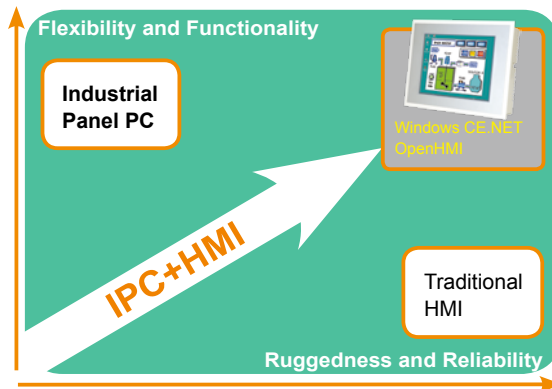 Flexibility and Functionality
Industrial
Panel PC
Windows CE.NET
OpenHMI
IPC+HMI
Traditional
HMI
Ruggedness and Reliability